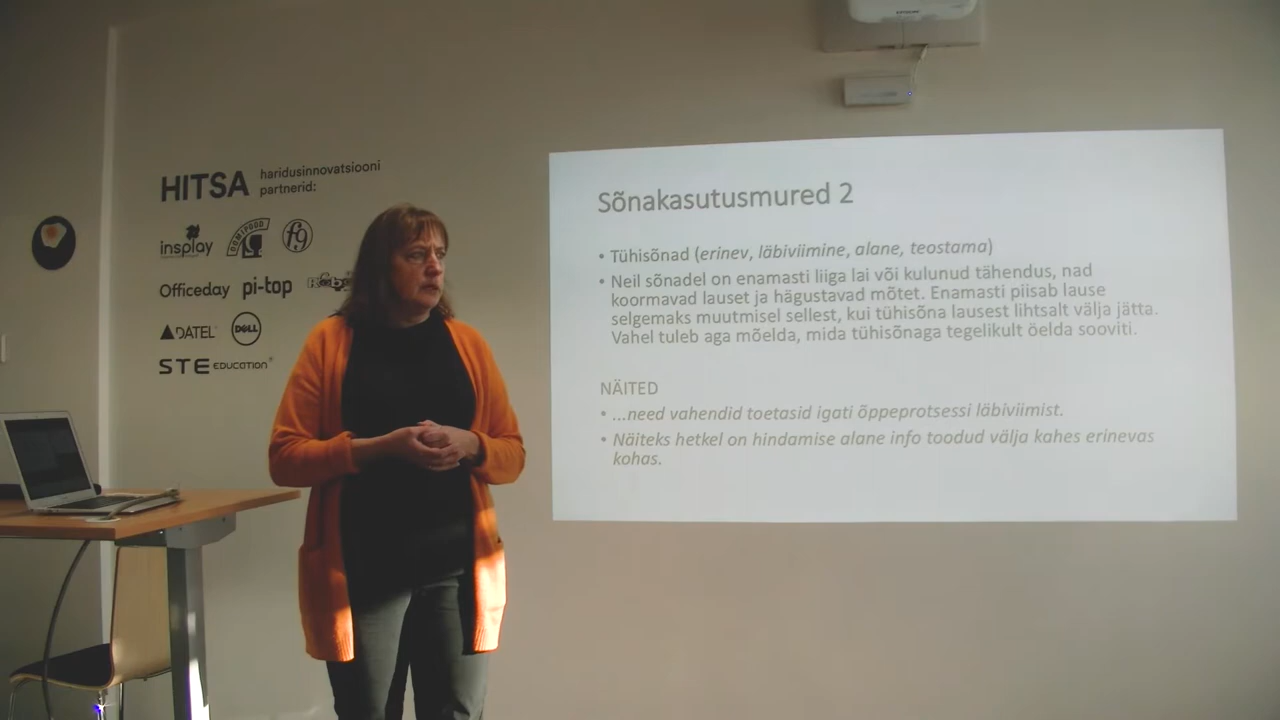 HITSA haridusinnovatsiooni
partnerid:
insplay
DOMIPOOD
f9
Officeday pi-top
DATEL DELL
STE EDUCATION
EPSON
Sõnakasutusmured 2
• Tühisõnad (erinev, läbiviimine, alane, teostama)
• Neil sõnadel on enamasti liiga lai või kulunud tähendus, nad
koormavad lauset ja hägustavad mõtet. Enamasti piisab lause
selgemaks muutmisel sellest, kui tühisõna lausest lihtsalt välja jätta.
Vahel tuleb aga mõelda, mida tühisõnaga tegelikult öelda sooviti.
NÄITED
• ...need vahendid toetasid igati õppeprotsessi läbiviimist.
• Näiteks hetkel on hindamise alane info toodud välja kahes erinevas
kohas.